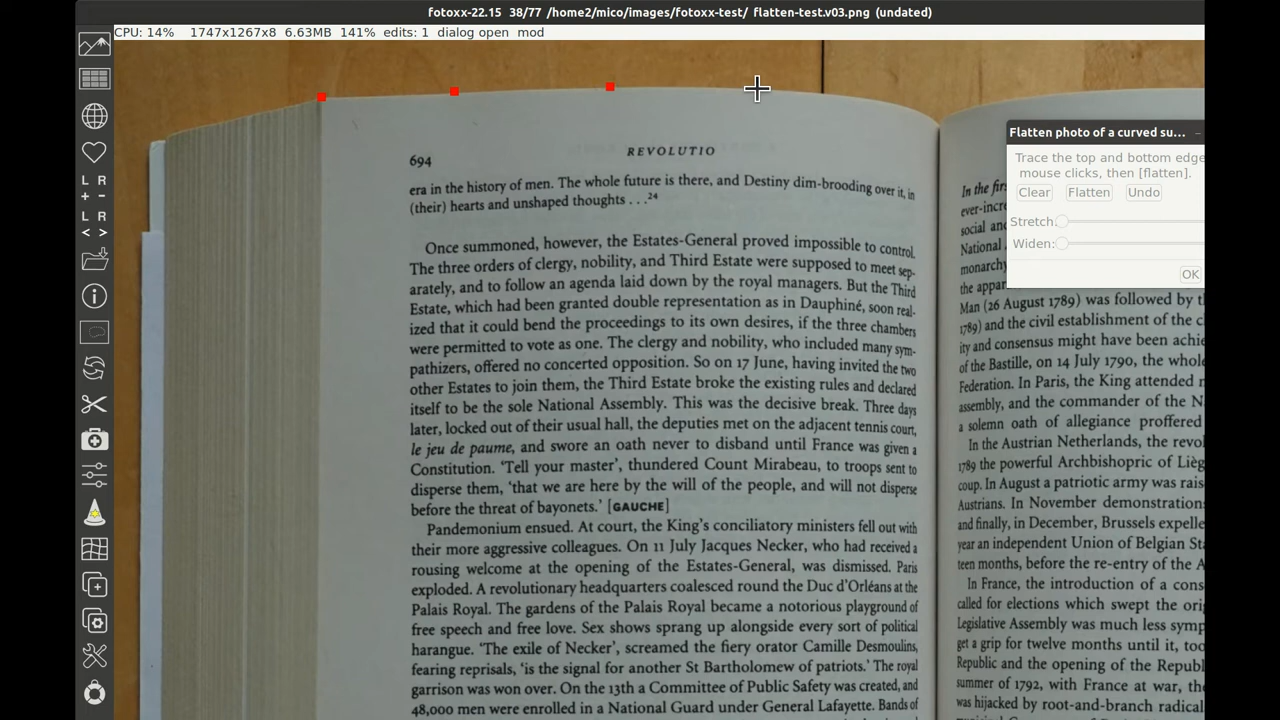 fotoxx-22.15 38/77 /home2/mico/images/fotoxx-test/ flatten-test.v03.png (undated)
CPU: 14% 1747x1267x8 6.63MB 141% edits: 1 dialog open mod
L R
+ -
L R
< >
Flatten photo of a curved su...
Trace the top and bottom edge
mouse clicks, then [flatten].
Clear Flatten Undo
Stretch:
Widen:
OK
694 REVOLUTIO
era in the history of men. The whole future is there, and Destiny dim-brooding over it, in
(their) hearts and unshaped thoughts . . .²⁴
Once summoned, however, the Estates-General proved impossible to control.
The three orders of clergy, nobility, and Third Estate were supposed to meet sep-
arately, and to follow an agenda laid down by the royal managers. But the Third
Estate, which had been granted double representation as in Dauphiné, soon real-
ized that it could bend the proceedings to its own desires, if the three chambers
were permitted to vote as one. The clergy and nobility, who included many sym-
pathizers, offered no concerted opposition. So on 17 June, having invited the two
other Estates to join them, the Third Estate broke the existing rules and declared
itself to be the sole National Assembly. This was the decisive break. Three days
later, locked out of their usual hall, the deputies met on the adjacent tennis court,
le jeu de paume, and swore an oath never to disband until France was given a
Constitution. ‘Tell your master’, thundered Count Mirabeau, to troops sent to
disperse them, ‘that we are here by the will of the people, and will not disperse
before the threat of bayonets.’ [GAUCHE]
Pandemonium ensued. At court, the King’s conciliatory ministers fell out with
their more aggressive colleagues. On 11 July Jacques Necker, who had received a
rousing welcome at the opening of the Estates-General, was dismissed. Paris
exploded. A revolutionary headquarters coalesced round the Duc d’Orléans at the
Palais Royal. The gardens of the Palais Royal became a notorious playground of
free speech and free love. Sex shows sprang up alongside every sort of political
harangue. ‘The exile of Necker’, screamed the fiery orator Camille Desmoulins,
fearing reprisals, ‘is the signal for another St Bartholomew of patriots.’ The royal
garrison was won over. On the 13th a Committee of Public Safety was created, and
48,000 men were enrolled in a National Guard under General Lafayette. Bands of
In the firs
ever-incre
social and
National
monarchy
the appar
Man (26 August 1789) was followed by t
1789) and the civil establishment of the c
ity and consensus might have been achie
of the Bastille, on 14 July 1790, the whole
Federation. In Paris, the King attended
assembly, and the commander of the N
a solemn oath of allegiance proffered
In the Austrian Netherlands, the revo
1789 the powerful Archbishopric of Lièg
coup. In August a patriotic army was rais
Austrians. In November demonstrations
and finally, in December, Brussels expelle
year an independent Union of Belgian Sta
teen months, before the re-entry of the A
In France, the introduction of a cons
called for elections which swept the orig
Legislative Assembly was much less symp
get a grip for twelve months until it, too
Republic and the opening of the Republ
summer of 1792, with France at war, the
was hijacked by root-and-branch radical